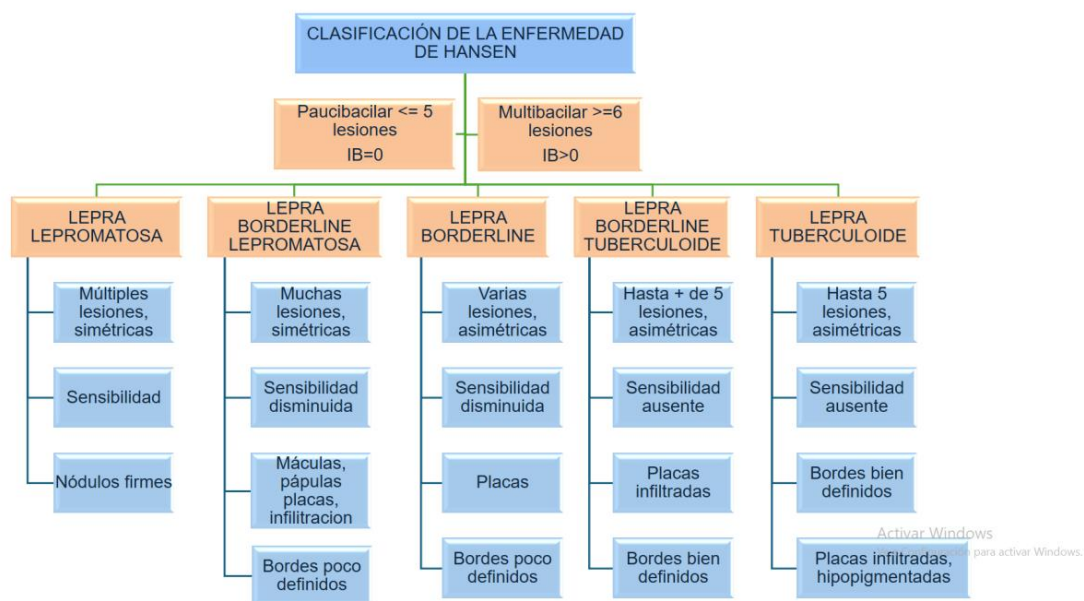 CLASIFICACIÓN DE LA ENFERMEDAD
DE HANSEN
Paucibacilar <= 5
lesiones
IB=0
Multibacilar >=6
lesiones
IB>0
LEPRA
LEPROMATOSA
LEPRA
BORDERLINE
LEPROMATOSA
LEPRA
BORDERLINE
LEPRA
BORDERLINE
TUBERCULOIDE
LEPRA
TUBERCULOIDE
Múltiples
lesiones,
simétricas
Muchas
lesiones,
simétricas
Varias
lesiones,
asimétricas
Hasta + de 5
lesiones,
asimétricas
Hasta 5
lesiones,
asimétricas
Sensibilidad
Sensibilidad
disminuida
Sensibilidad
disminuida
Sensibilidad
ausente
Sensibilidad
ausente
Nódulos firmes
Máculas,
pápulas
placas,
infilitracion
Placas
Placas
infiltradas
Bordes bien
definidos
Bordes poco
definidos
Bordes poco
definidos
Bordes bien
definidos
Placas infiltradas,
hipopigmentadas
Activar Windows
para activar Windows.